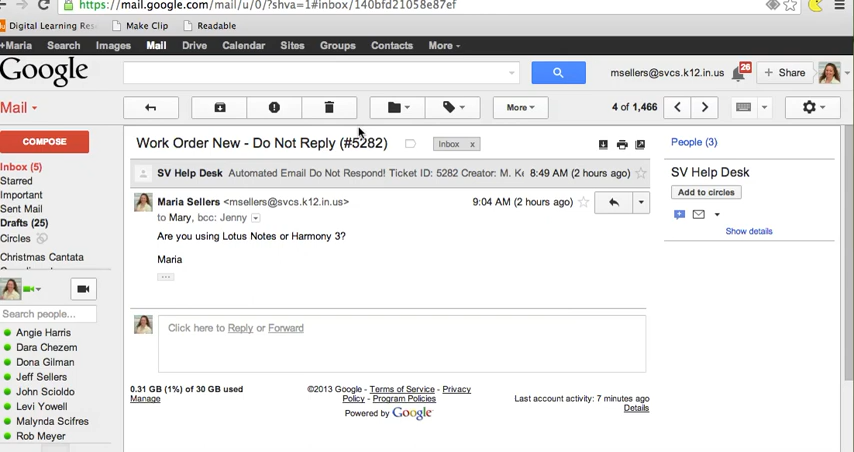 https://mail.google.com/mail/u/0/?shva=1#inbox/140bfd21058e87ef
Digital Learning Res
Make Clip
Readable
+Maria Search Images Mail Drive Calendar Sites Groups Contacts More
Google
msellers@svcs.k12.in.us 26 + Share
Mail
More
4 of 1,466
COMPOSE
Inbox (5)
Starred
Important
Sent Mail
Drafts (25)
Circles
Christmas Cantata
Search people...
Angie Harris
Dara Chezem
Dona Gilman
Jeff Sellers
John Scioldo
Levi Yowell
Malynda Scifres
Rob Meyer
Work Order New - Do Not Reply (#5282) Inbox x
SV Help Desk Automated Email Do Not Respond! Ticket ID: 5282 Creator: M. Ke 8:49 AM (2 hours ago)
Maria Sellers <msellers@svcs.k12.in.us> 9:04 AM (2 hours ago)
to Mary, bcc: Jenny
Are you using Lotus Notes or Harmony 3?
Maria
...
Click here to Reply or Forward
0.31 GB (1%) of 30 GB used
Manage
©2013 Google - Terms of Service - Privacy
Policy - Program Policies
Powered by Google
Last account activity: 7 minutes ago
Details
People (3)
SV Help Desk
Add to circles
Show details